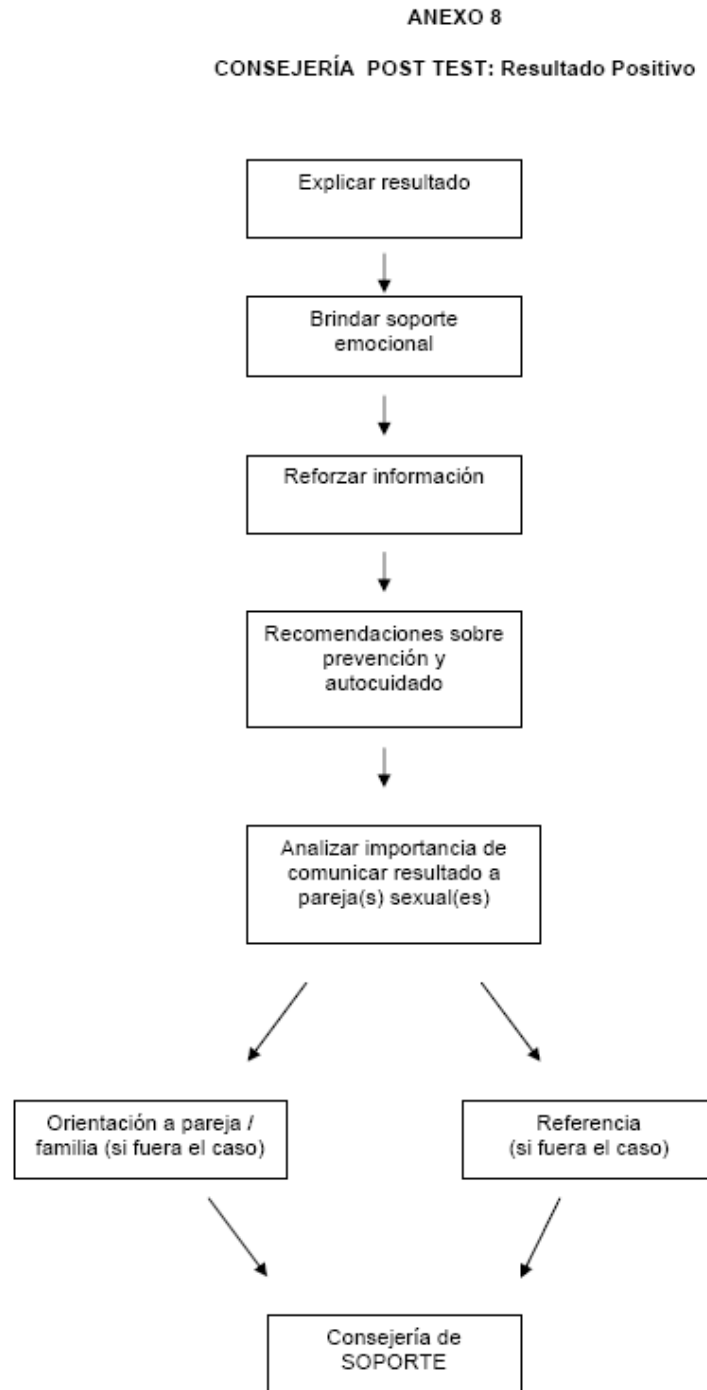 ANEXO 8
CONSEJERÍA POST TEST: Resultado Positivo
Explicar resultado
Brindar soporte
emocional
Reforzar información
Recomendaciones sobre
prevención y
autocuidado
Analizar importancia de
comunicar resultado a
pareja(s) sexual(es)
Orientación a pareja /
familia (si fuera el caso)
Referencia
(si fuera el caso)
Consejería de
SOPORTE